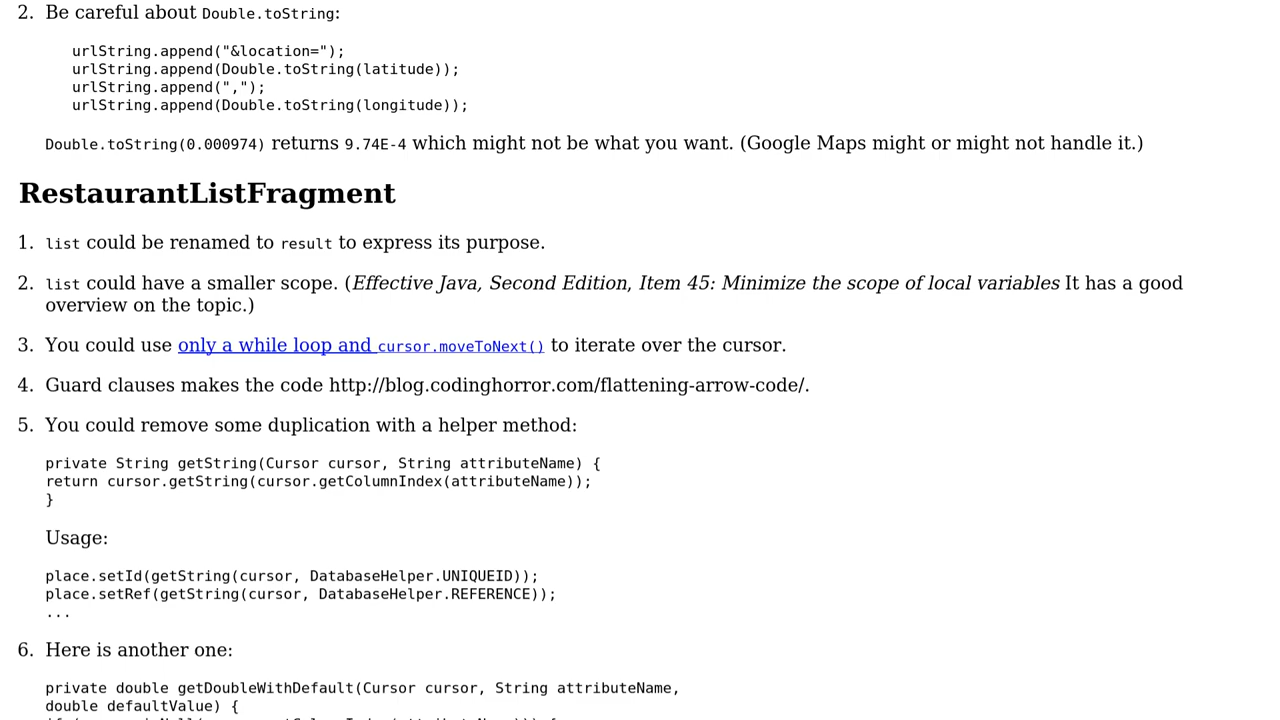 2. Be careful about Double.toString:
urlString.append("&location=");
urlString.append(Double.toString(latitude));
urlString.append(",");
urlString.append(Double.toString(longitude));
Double.toString(0.000974) returns 9.74E-4 which might not be what you want. (Google Maps might or might not handle it.)
RestaurantListFragment
1. list could be renamed to result to express its purpose.
2. list could have a smaller scope. (Effective Java, Second Edition, Item 45: Minimize the scope of local variables It has a good
overview on the topic.)
3. You could use only a while loop and cursor.moveToNext() to iterate over the cursor.
4. Guard clauses makes the code http://blog.codinghorror.com/flattening-arrow-code/.
5. You could remove some duplication with a helper method:
private String getString(Cursor cursor, String attributeName) {
return cursor.getString(cursor.getColumnIndex(attributeName));
}
Usage:
place.setId(getString(cursor, DatabaseHelper.UNIQUEID));
place.setRef(getString(cursor, DatabaseHelper.REFERENCE));
...
6. Here is another one:
private double getDoubleWithDefault(Cursor cursor, String attributeName,
double defaultValue) {